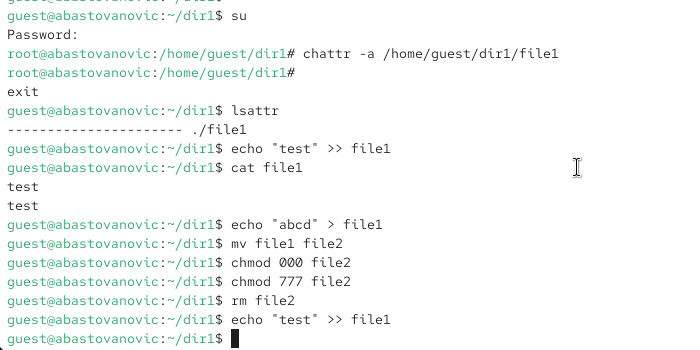 guest@abastovanovic:~/dir1$ su
Password:
root@abastovanovic:/home/guest/dir1# chattr -a /home/guest/dir1/file1
root@abastovanovic:/home/guest/dir1#
exit
guest@abastovanovic:~/dir1$ lsattr
---------------------- ./file1
guest@abastovanovic:~/dir1$ echo "test" >> file1
guest@abastovanovic:~/dir1$ cat file1
test
test
guest@abastovanovic:~/dir1$ echo "abcd" > file1
guest@abastovanovic:~/dir1$ mv file1 file2
guest@abastovanovic:~/dir1$ chmod 000 file2
guest@abastovanovic:~/dir1$ chmod 777 file2
guest@abastovanovic:~/dir1$ rm file2
guest@abastovanovic:~/dir1$ echo "test" >> file1
guest@abastovanovic:~/dir1$